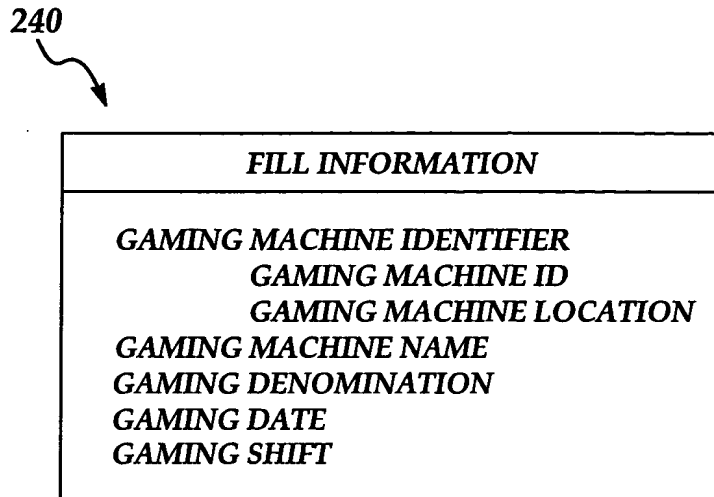 240
FILL INFORMATION
GAMING MACHINE IDENTIFIER
GAMING MACHINE ID
GAMING MACHINE LOCATION
GAMING MACHINE NAME
GAMING DENOMINATION
GAMING DATE
GAMING SHIFT